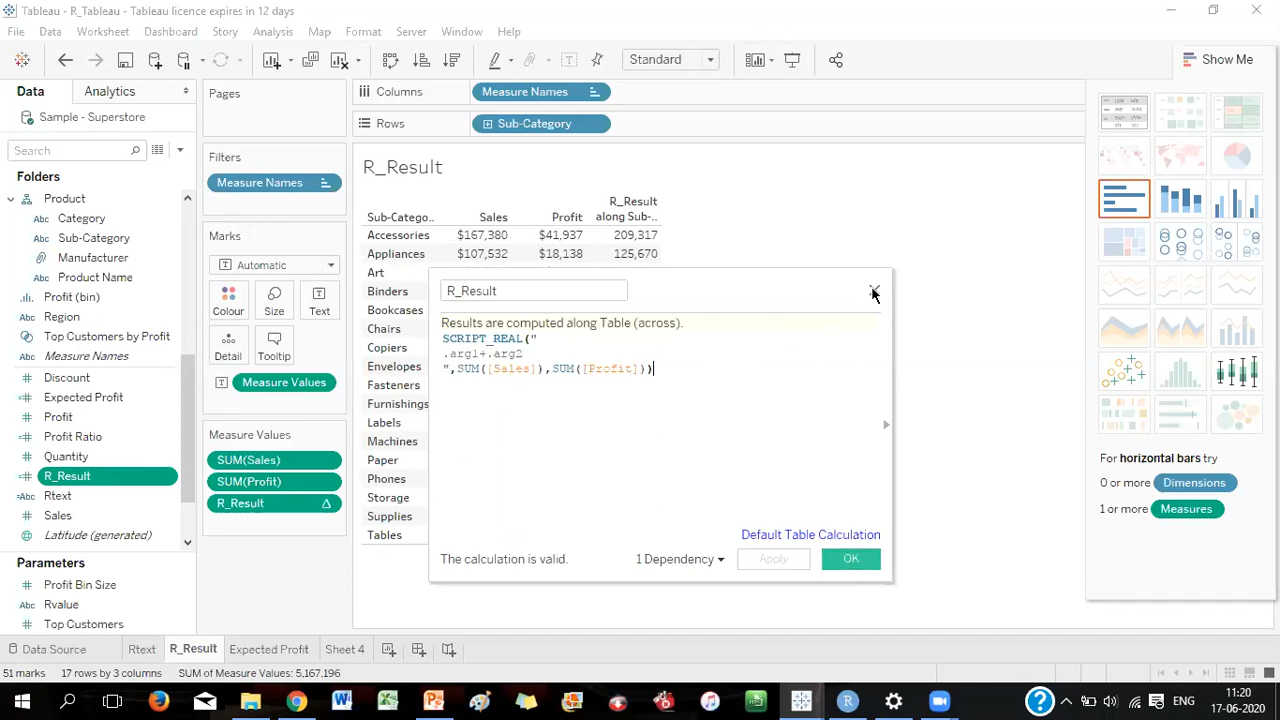 Tableau - R_Tableau - Tableau licence expires in 12 days
File Data Worksheet Dashboard Story Analysis Map Format Server Window Help
Standard
Show Me
Data Analytics
Sample - Superstore
Search
Folders
Product
Abc Category
Abc Sub-Category
Manufacturer
Abc Product Name
Profit (bin)
Abc Region
Top Customers by Profit
Abc Measure Names
Discount
Expected Profit
Profit
Profit Ratio
Quantity
R_Result
=Abc Rtext
Sales
Latitude (generated)
Parameters
Profit Bin Size
Abc Rvalue
Top Customers
Pages
Filters
Measure Names
Marks
Automatic
Colour Size Text
Detail Tooltip
Measure Values
Measure Values
SUM(Sales)
SUM(Profit)
R_Result
Columns Measure Names
Rows Sub-Category
R_Result
R_Result
Sub-Catego.. Sales Profit along Sub-..
Accessories $167,380 $41,937 209,317
Appliances $107,532 $18,138 125,670
Art
Binders
Bookcases
Chairs
Copiers
Envelopes
Fasteners
Furnishings
Labels
Machines
Paper
Phones
Storage
Supplies
Tables
R_Result
Results are computed along Table (across).
SCRIPT_REAL("
.arg1+.arg2
",SUM([Sales]),SUM([Profit]))
Default Table Calculation
The calculation is valid. 1 Dependency Apply OK
For horizontal bars try
0 or more Dimensions
1 or more Measures
Data Source Rtext R_Result Expected Profit Sheet 4
51 marks 17 rows by 3 columns SUM of Measure Values: 5,167,196
ENG
11:20
17-06-2020